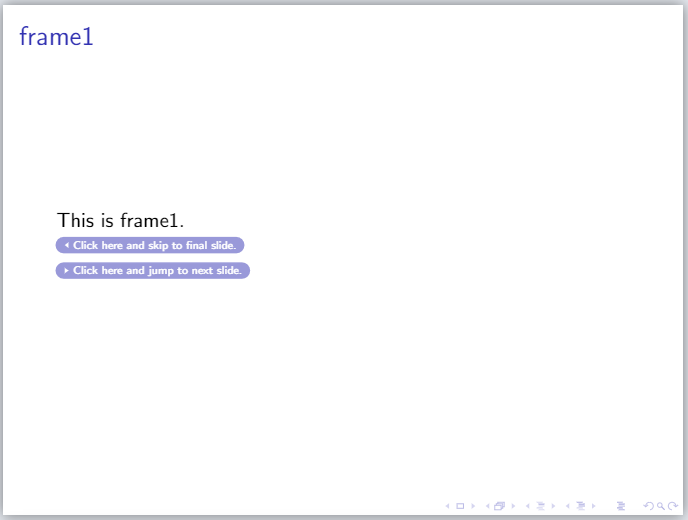 frame1
This is frame1.
Click here and skip to final slide.
Click here and jump to next slide.